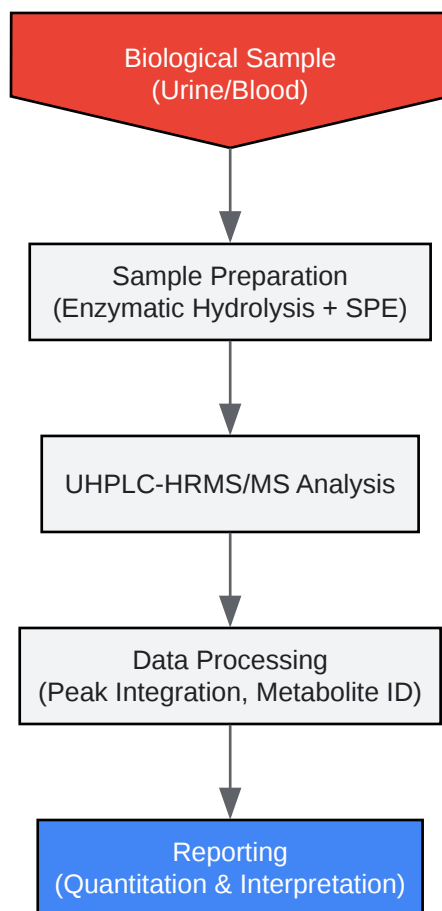 Biological Sample
(Urine/Blood)
Sample Preparation
(Enzymatic Hydrolysis + SPE)
UHPLC-HRMS/MS Analysis
Data Processing
(Peak Integration, Metabolite ID)
Reporting
(Quantitation & Interpretation)